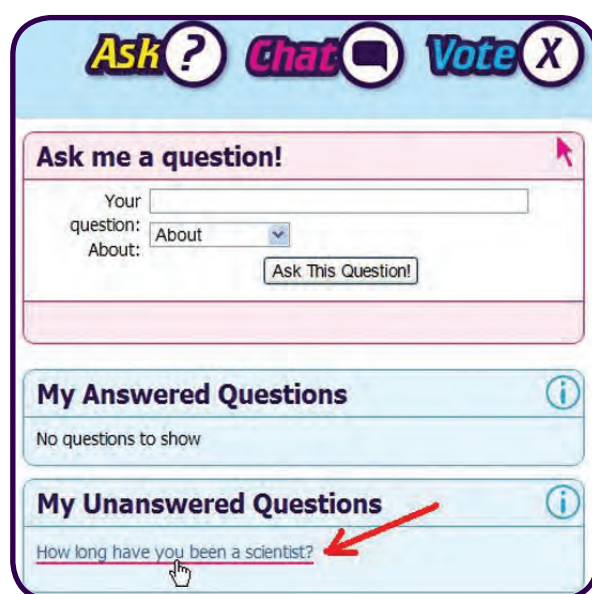 Ask ? Chat Vote X
Ask me a question!
Your question:
About: About
Ask This Question!
My Answered Questions
i
No questions to show
My Unanswered Questions
i
How long have you been a scientist?